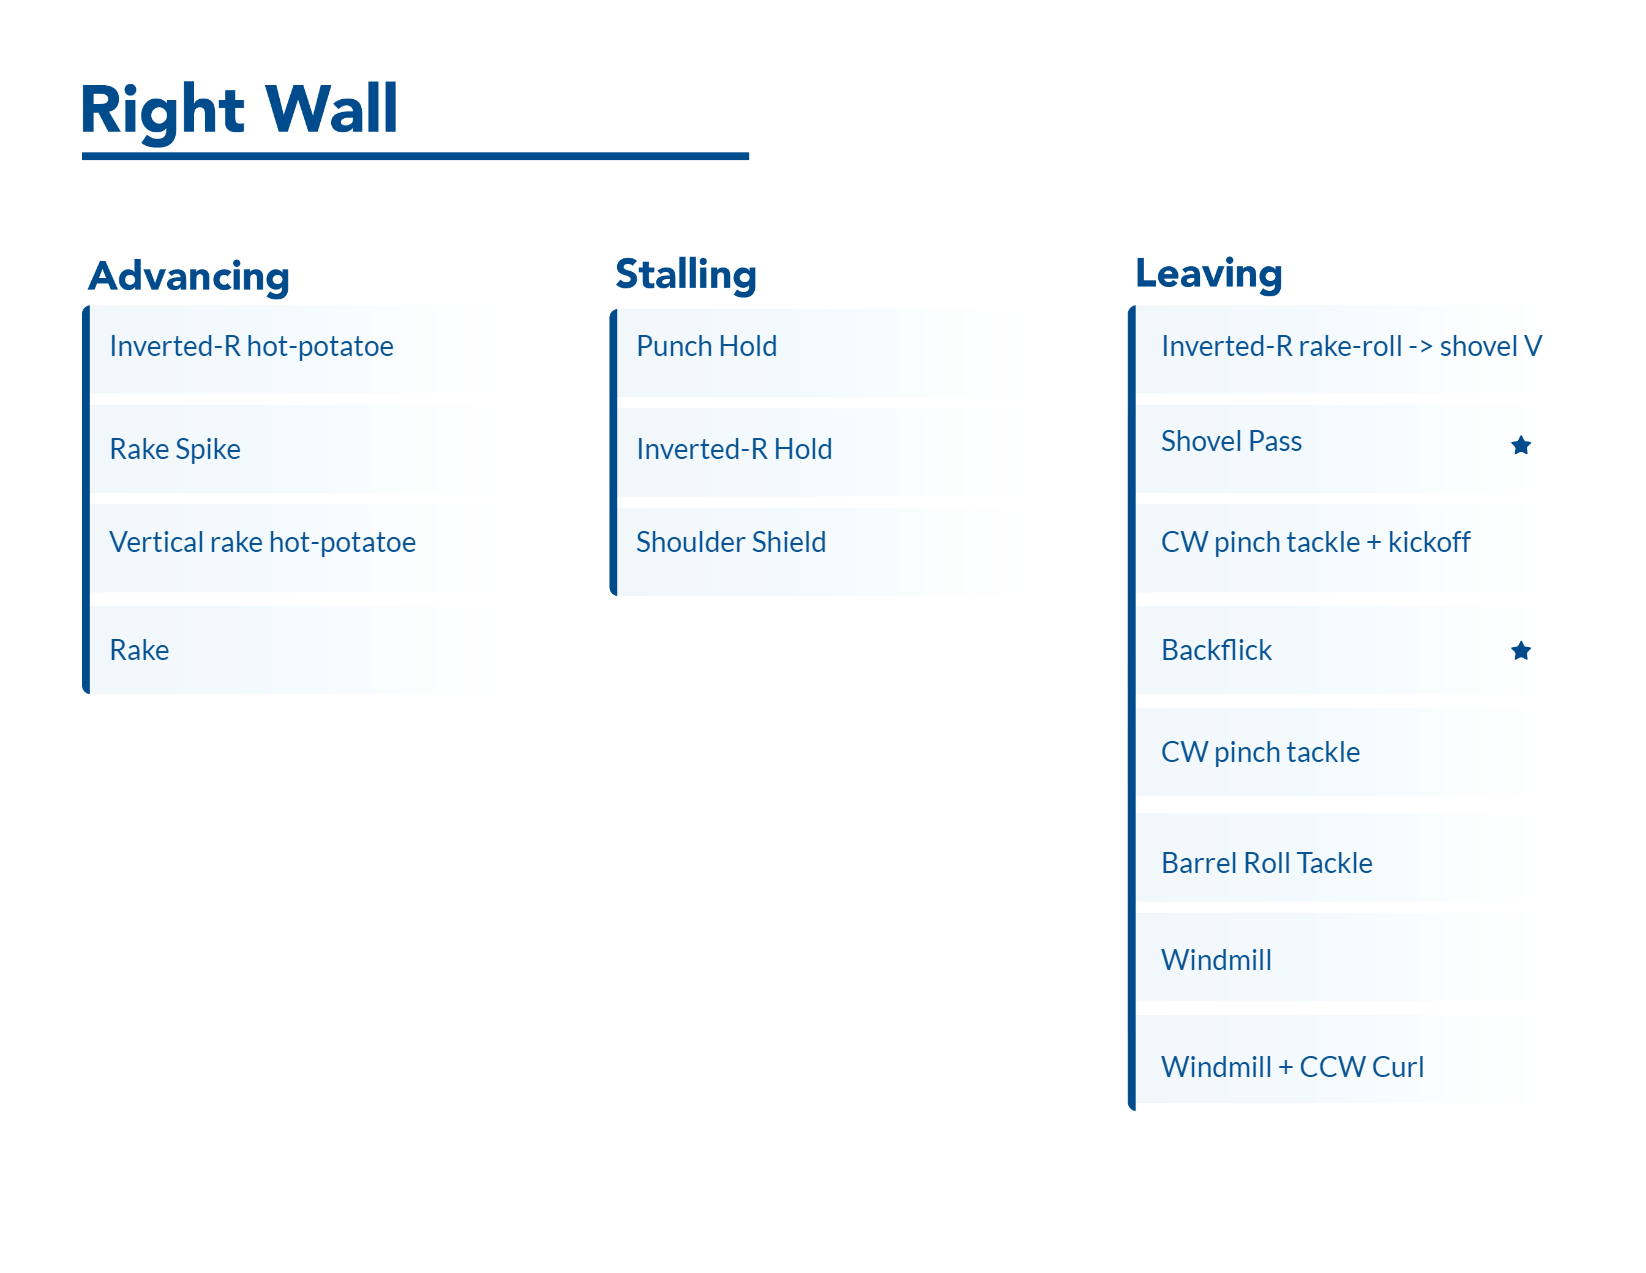 Right Wall
Advancing
Inverted-R hot-potatoe
Rake Spike
Vertical rake hot-potatoe
Rake
Stalling
Punch Hold
Inverted-R Hold
Shoulder Shield
Leaving
Inverted-R rake-roll -> shovel V
Shovel Pass
CW pinch tackle + kickoff
Backflick
CW pinch tackle
Barrel Roll Tackle
Windmill
Windmill + CCW Curl